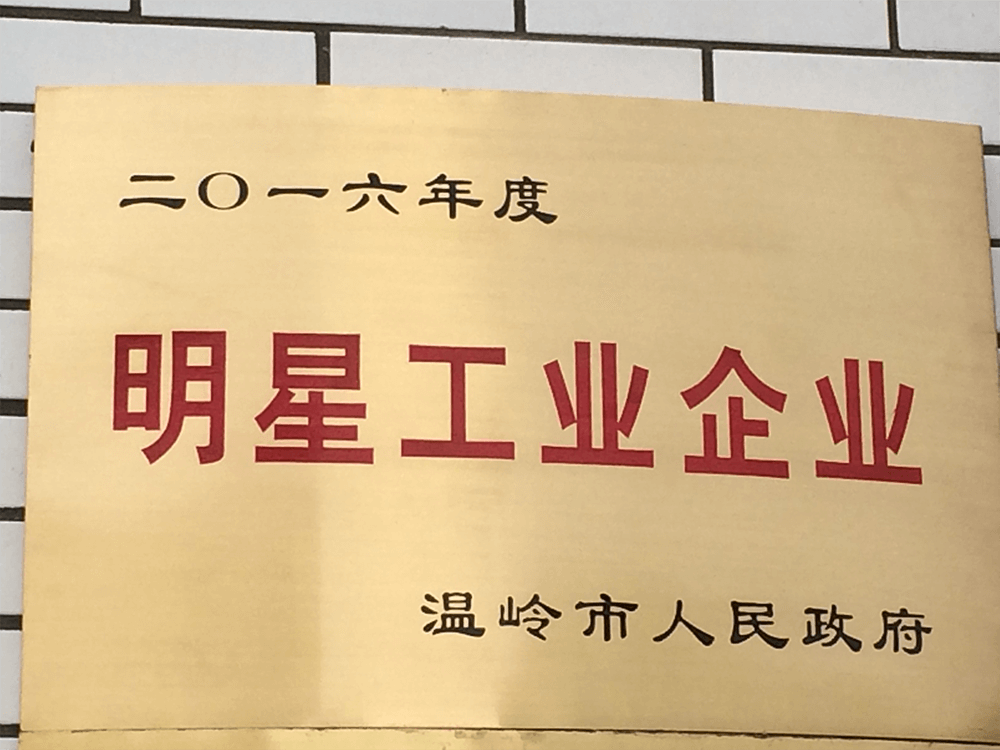 二〇一六年度
明星工业企业
温岭市人民政府